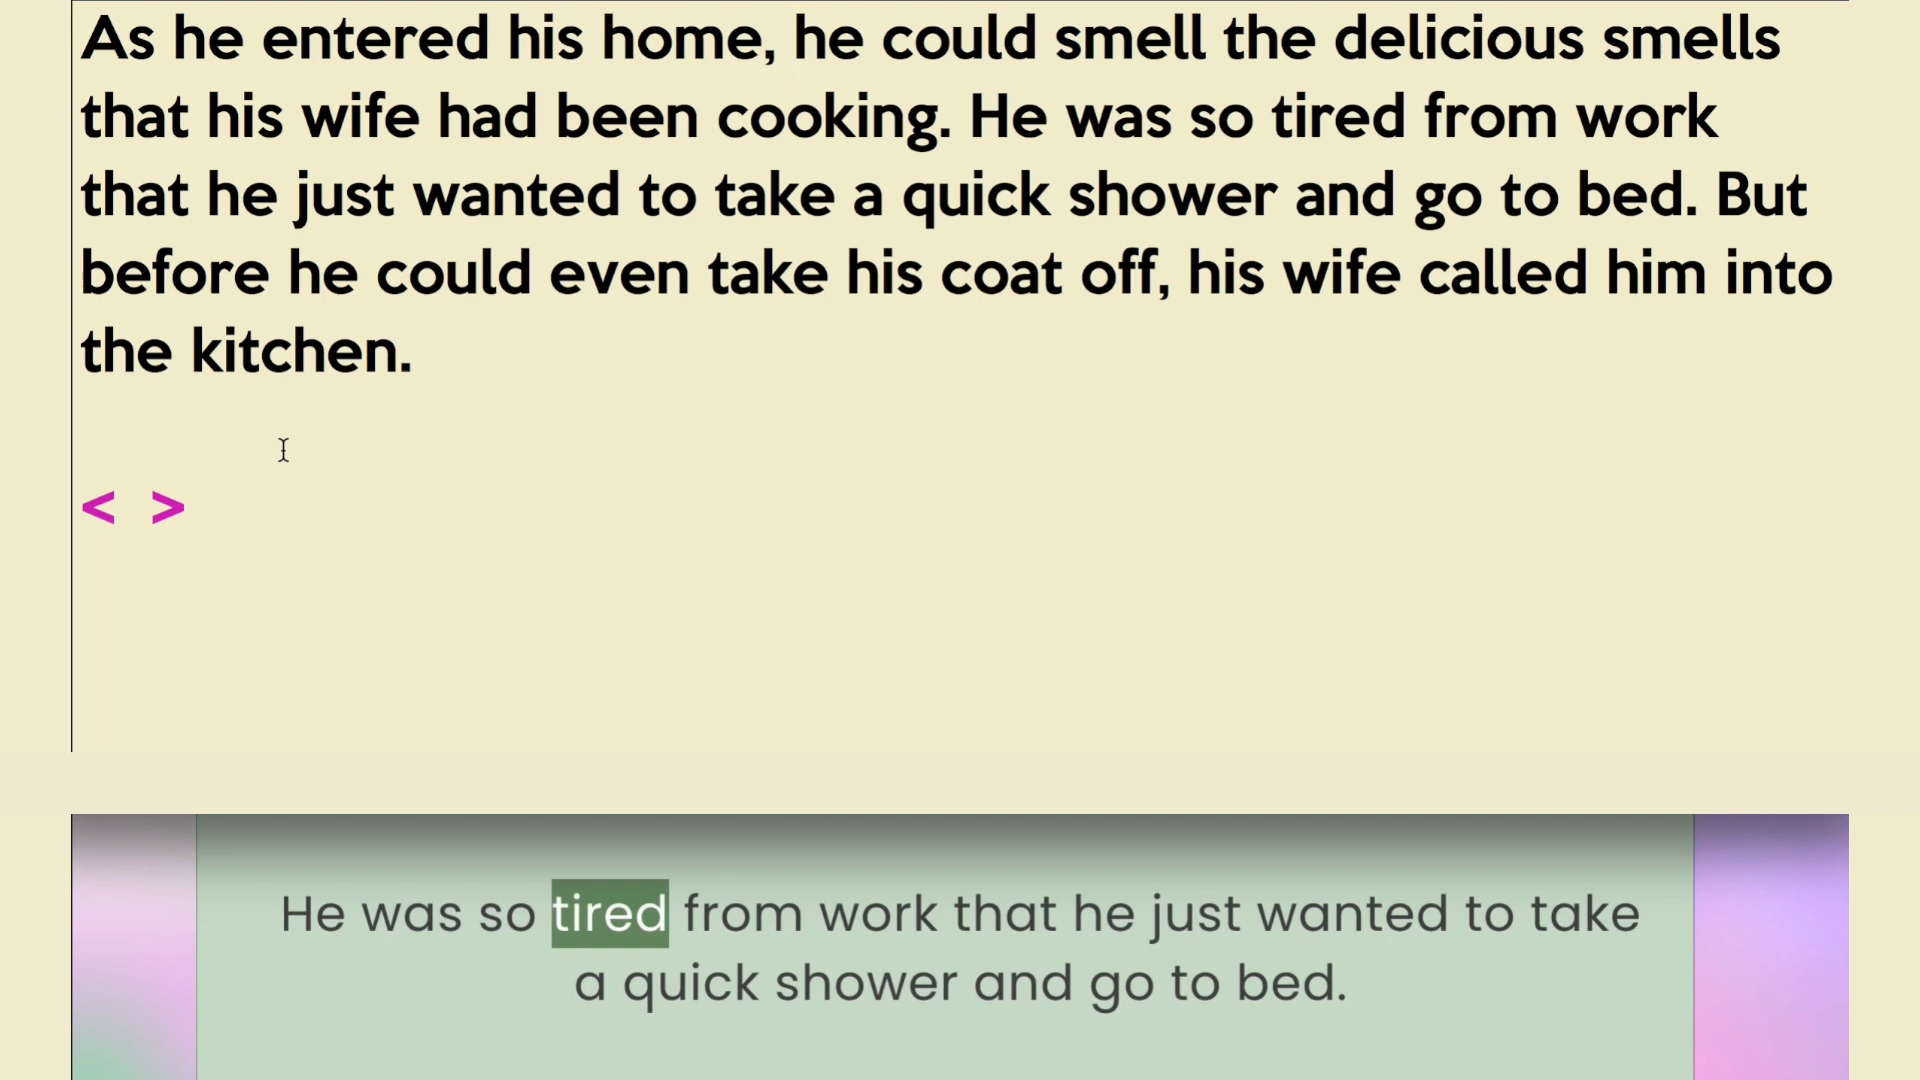 As he entered his home, he could smell the delicious smells
that his wife had been cooking. He was so tired from work
that he just wanted to take a quick shower and go to bed. But
before he could even take his coat off, his wife called him into
the kitchen.
< >
He was so tired from work that he just wanted to take
a quick shower and go to bed.